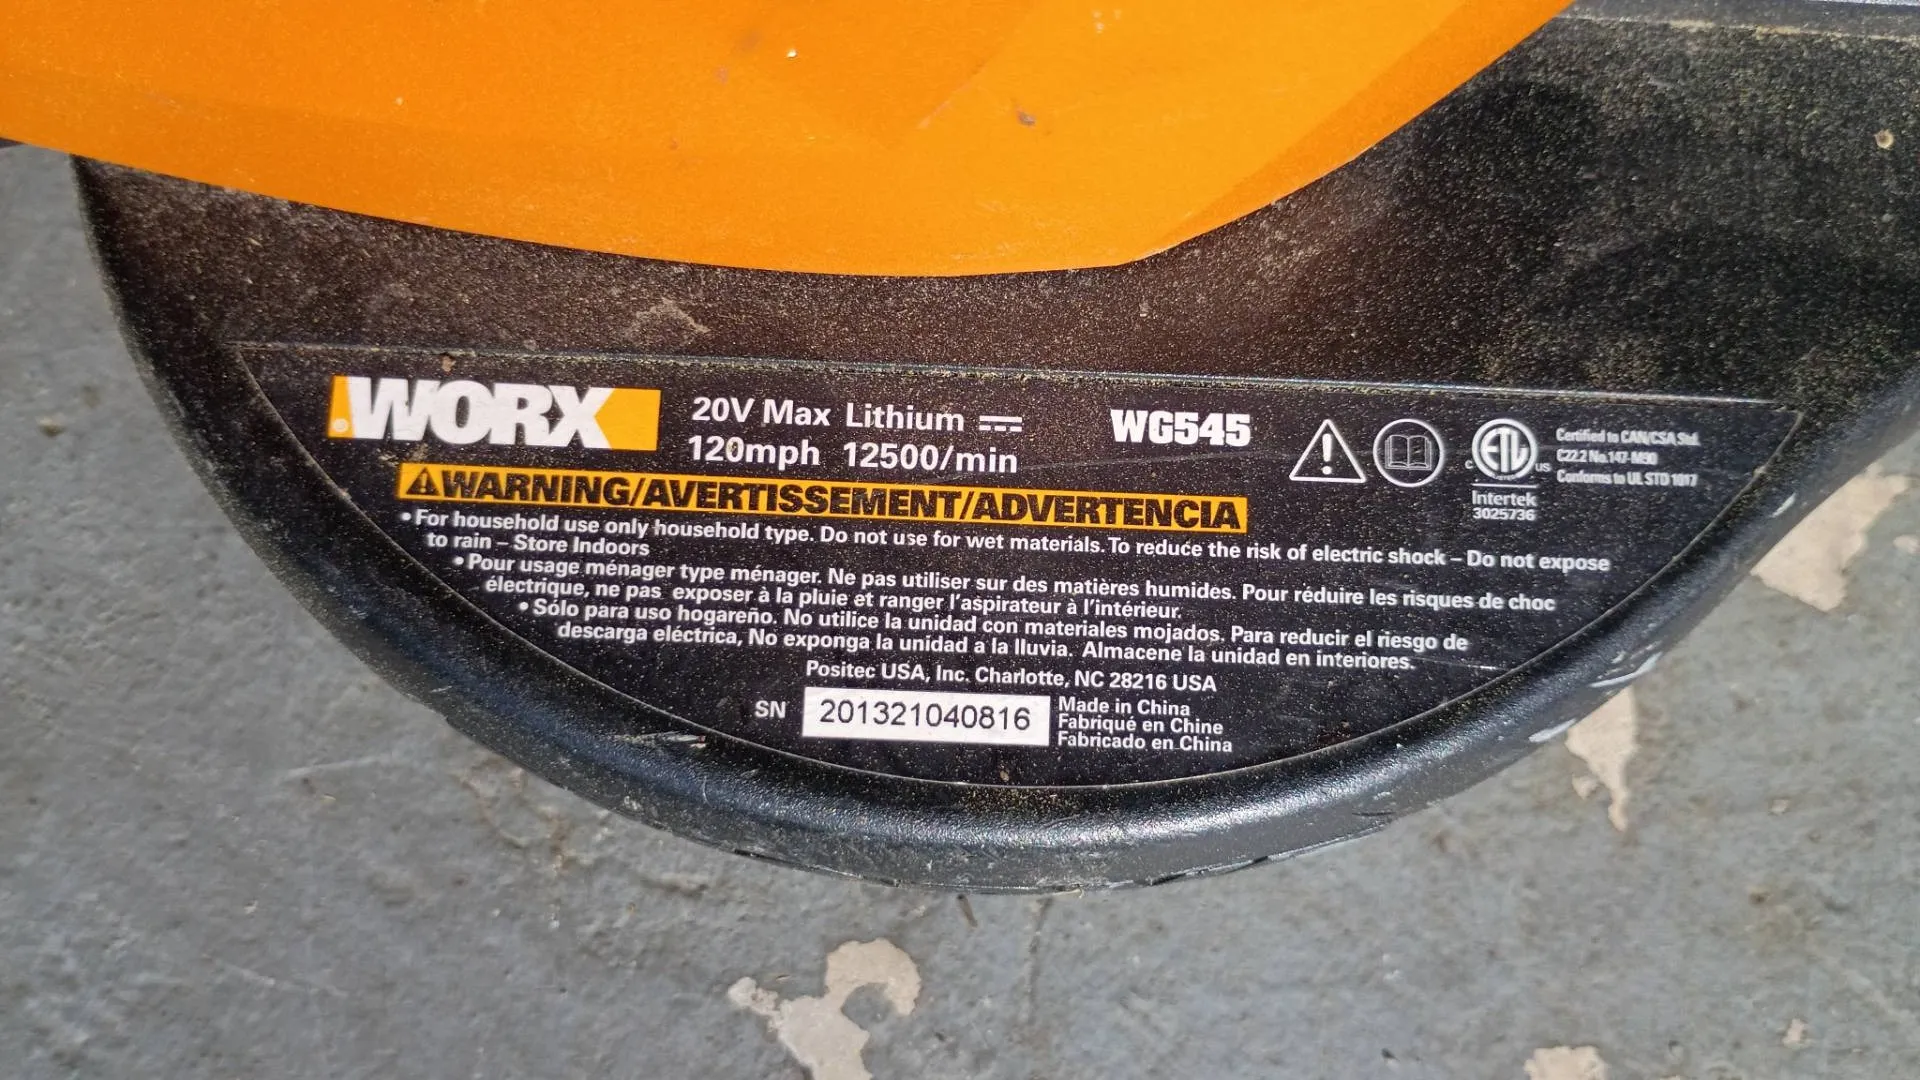 WORX®
20V Max Lithium
120mph 12500/min
WG545
WARNING/AVERTISSEMENT/ADVERTENCIA
• For household use only household type. Do not use for wet materials. To reduce the risk of electric shock – Do not expose
to rain – Store Indoors
• Pour usage ménager type ménager. Ne pas utiliser sur des matières humides. Pour réduire les risques de choc
électrique, ne pas exposer à la pluie et ranger l'aspirateur à l'intérieur.
• Sólo para uso hogareño. No utilice la unidad con materiales mojados. Para reducir el riesgo de
descarga eléctrica, No exponga la unidad a la lluvia. Almacene la unidad en interiores.
Positec USA, Inc. Charlotte, NC 28216 USA
SN 201321040816
Made in China
Fabriqué en Chine
Fabricado en China
c ETL us
Intertek
3025736
Certified to CAN/CSA Std.
C22.2 No.147-M90
Conforms to UL STD 1017